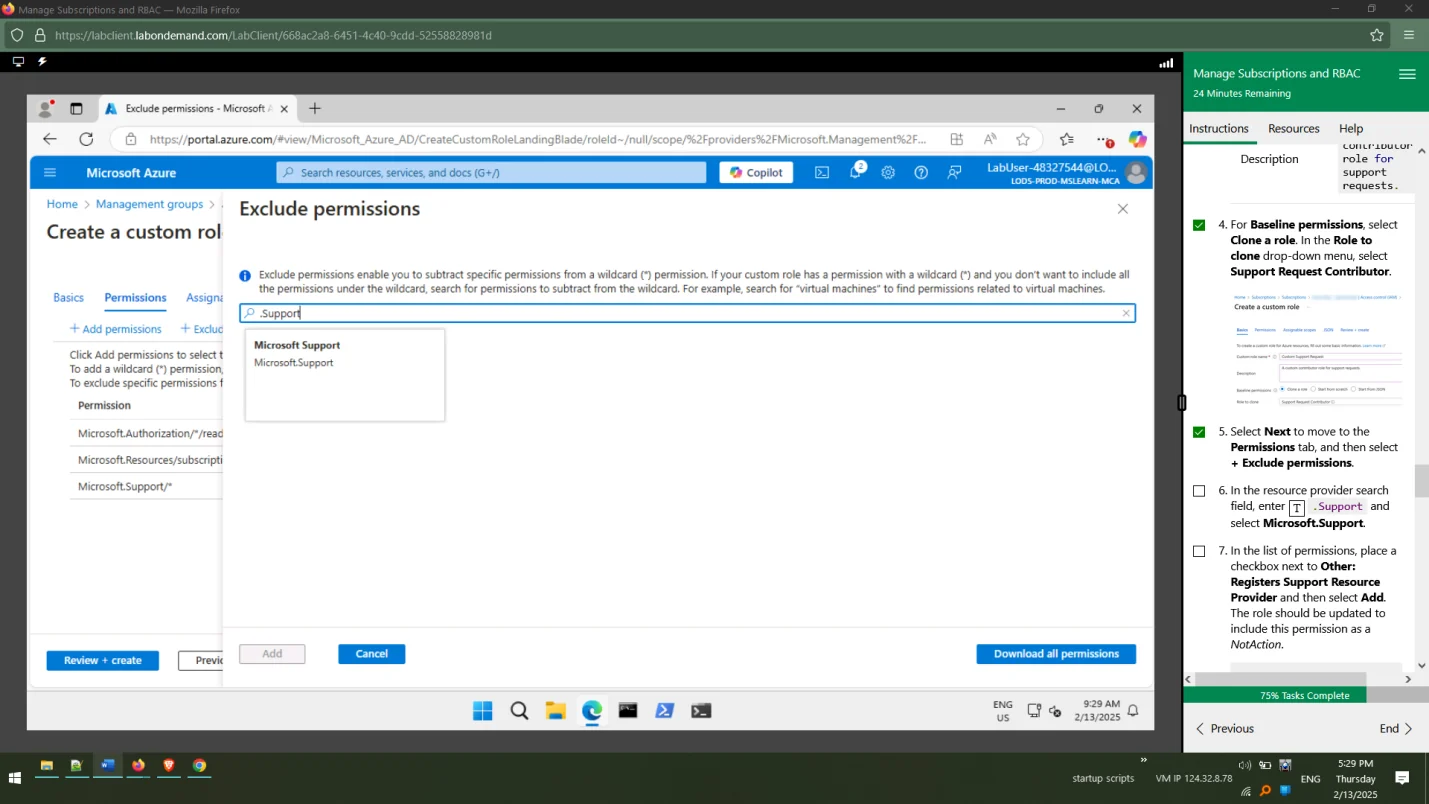 Manage Subscriptions and RBAC — Mozilla Firefox
https://labclient.labondemand.com/LabClient/668ac2a8-6451-4c40-9cdd-52558828981d
Exclude permissions - Microsoft A
https://portal.azure.com/#view/Microsoft_Azure_AD/CreateCustomRoleLandingBlade/roleId~/null/scope/%2Fproviders%2FMicrosoft.Management%2F...
Microsoft Azure
Search resources, services, and docs (G+/)
Copilot
2
LabUser-48327544@LO...
LODS-PROD-MSLEARN-MCA
Home > Management groups >
Create a custom rol
Basics
Permissions
Assigna
+ Add permissions
+ Exclu
Click Add permissions to select t
To add a wildcard (*) permission,
To exclude specific permissions f
Permission
Microsoft.Authorization/*/read
Microsoft.Resources/subscripti
Microsoft.Support/*
Review + create
Previo
Exclude permissions
Exclude permissions enable you to subtract specific permissions from a wildcard (*) permission. If your custom role has a permission with a wildcard (*) and you don't want to include all
the permissions under the wildcard, search for permissions to subtract from the wildcard. For example, search for "virtual machines" to find permissions related to virtual machines.
.Support
Microsoft Support
Microsoft.Support
Add
Cancel
Download all permissions
ENG
US
9:29 AM
2/13/2025
Manage Subscriptions and RBAC
24 Minutes Remaining
Instructions
Resources
Help
Description
contributor
role for
support
requests.
4. For Baseline permissions, select
Clone a role. In the Role to
clone drop-down menu, select
Support Request Contributor.
Create a custom role
5. Select Next to move to the
Permissions tab, and then select
+ Exclude permissions.
6. In the resource provider search
field, enter T .Support and
select Microsoft.Support.
7. In the list of permissions, place a
checkbox next to Other:
Registers Support Resource
Provider and then select Add.
The role should be updated to
include this permission as a
NotAction.
75% Tasks Complete
Previous
End
startup scripts
VM IP 124.32.8.78
ENG
5:29 PM
Thursday
2/13/2025